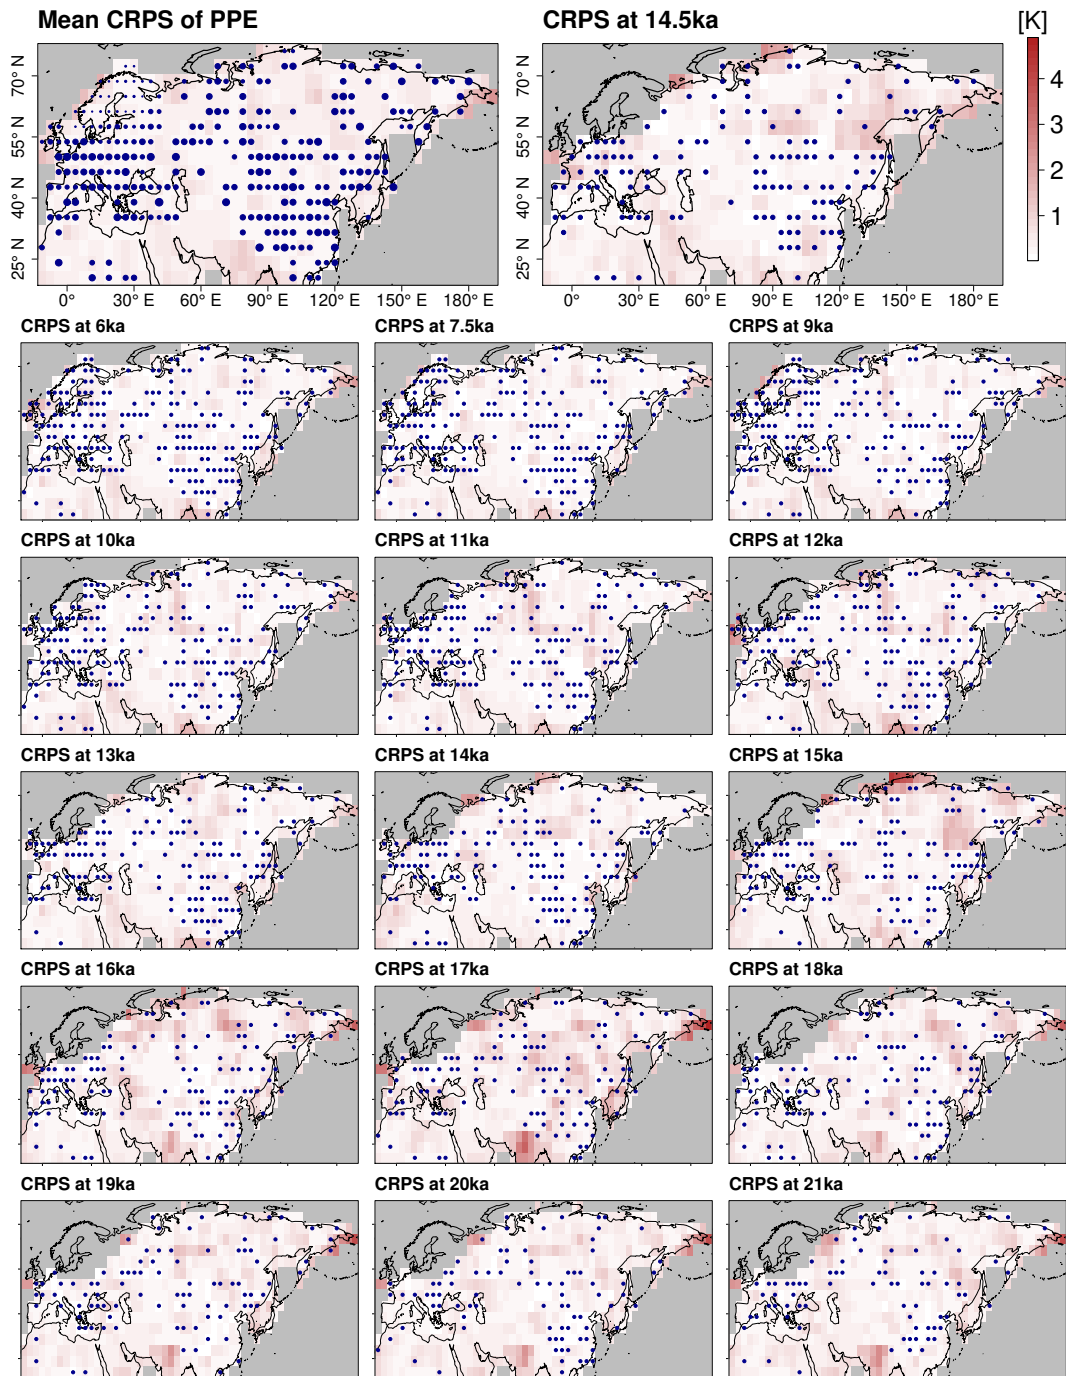 Mean CRPS of PPE
CRPS at 14.5ka
[K]
70° N
55° N
40° N
25° N
70° N
55° N
40° N
25° N
4
3
2
1
0° 30° E 60° E 90° E 120° E 150° E 180° E
0° 30° E 60° E 90° E 120° E 150° E 180° E
CRPS at 6ka
CRPS at 7.5ka
CRPS at 9ka
CRPS at 10ka
CRPS at 11ka
CRPS at 12ka
CRPS at 13ka
CRPS at 14ka
CRPS at 15ka
CRPS at 16ka
CRPS at 17ka
CRPS at 18ka
CRPS at 19ka
CRPS at 20ka
CRPS at 21ka